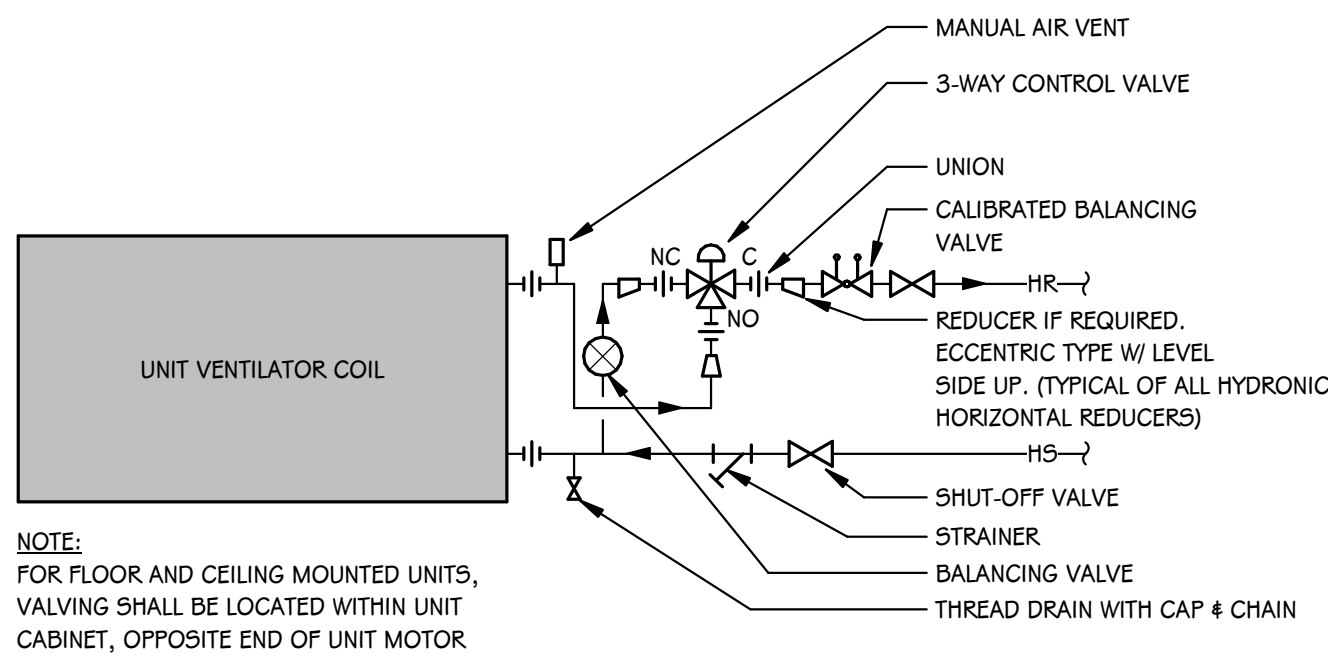 MANUAL AIR VENT
3-WAY CONTROL VALVE
UNION
CALIBRATED BALANCING
VALVE
NC
C
NO
HR
REDUCER IF REQUIRED.
ECCENTRIC TYPE W/ LEVEL
SIDE UP. (TYPICAL OF ALL HYDRONIC
HORIZONTAL REDUCERS)
UNIT VENTILATOR COIL
HS
SHUT-OFF VALVE
STRAINER
BALANCING VALVE
THREAD DRAIN WITH CAP & CHAIN
NOTE:
FOR FLOOR AND CEILING MOUNTED UNITS,
VALVING SHALL BE LOCATED WITHIN UNIT
CABINET, OPPOSITE END OF UNIT MOTOR